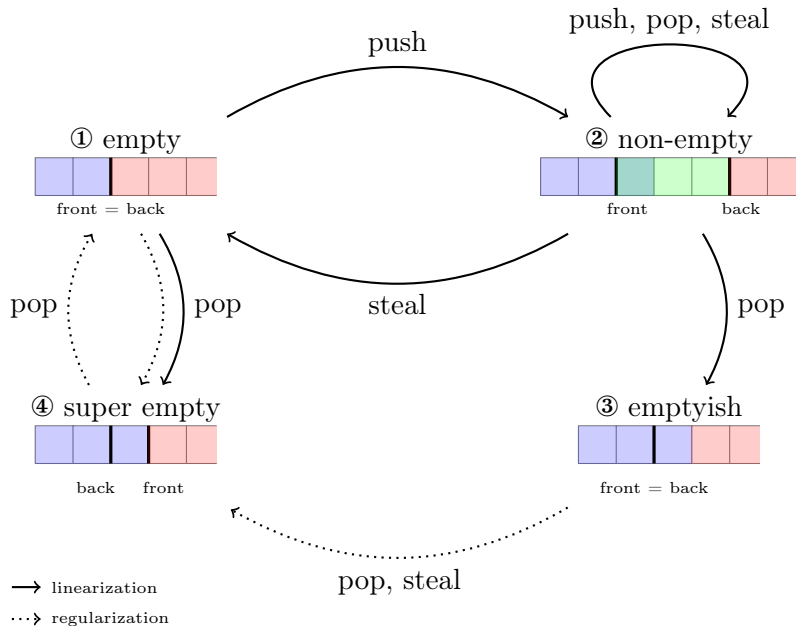 push
push, pop, steal
① empty
front = back
② non-empty
front
back
pop
pop
steal
pop
④ super empty
back
front
③ emptyish
front = back
pop, steal
linearization
regularization